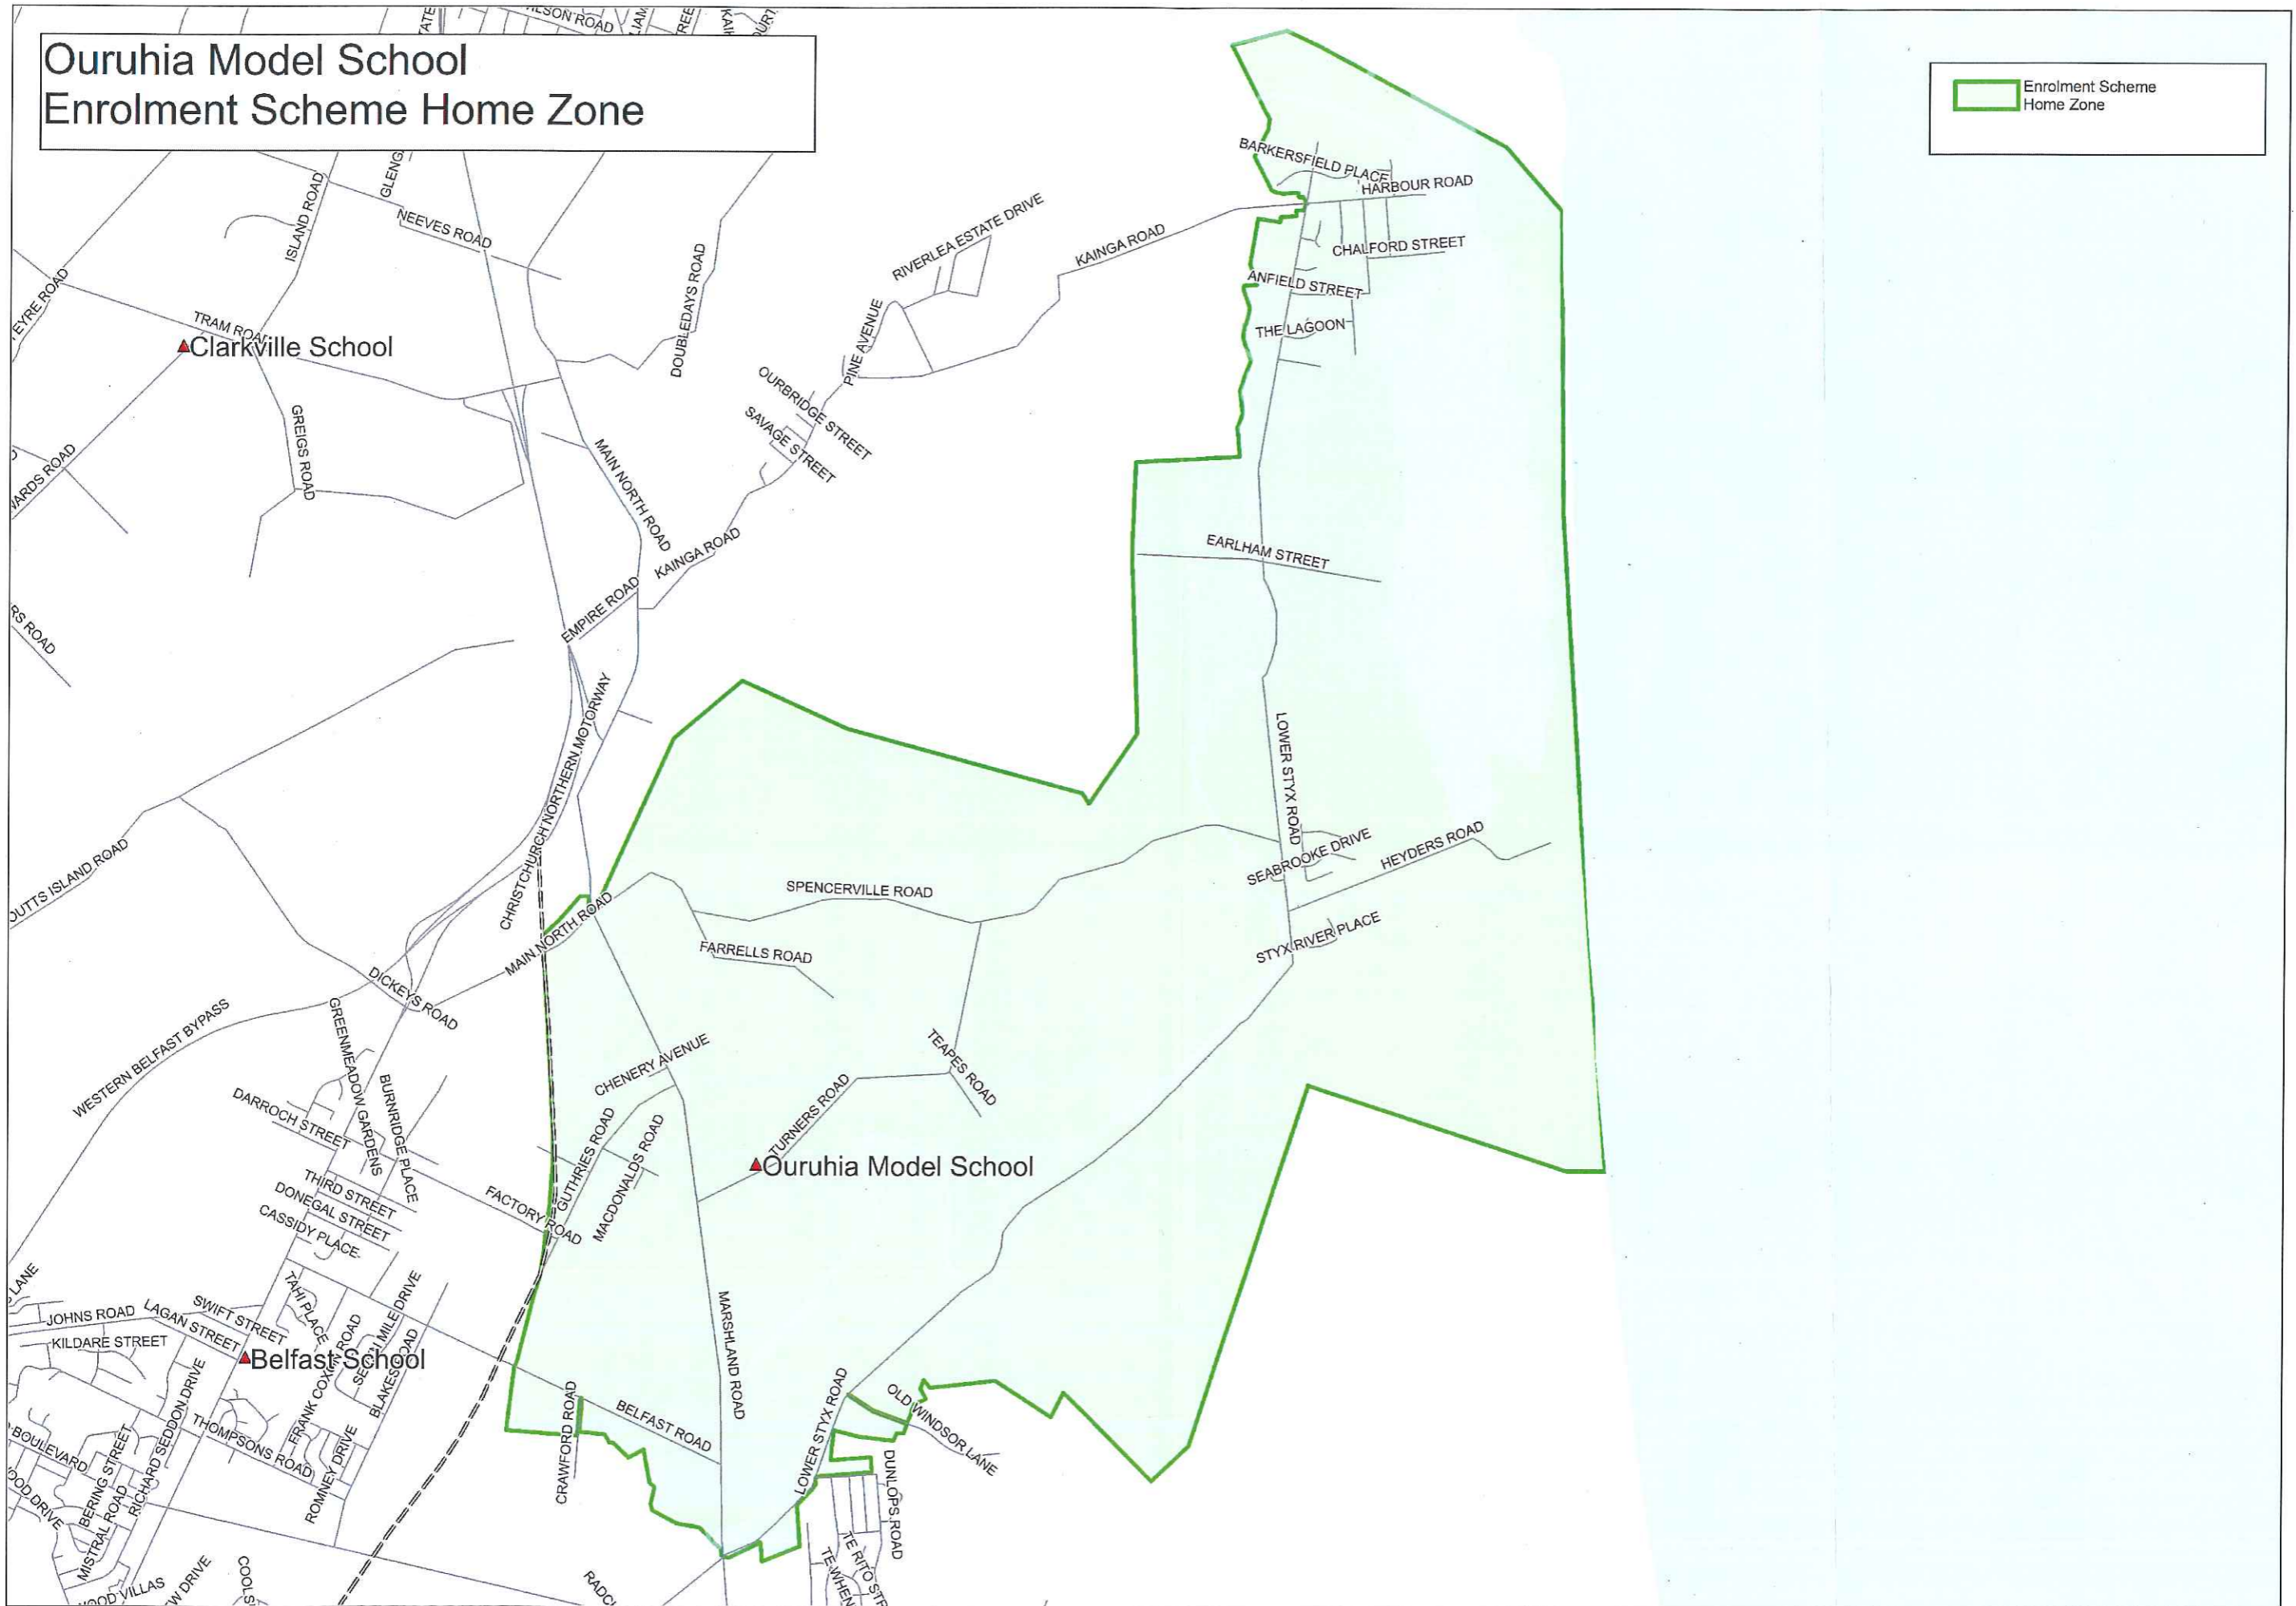 Ouruhia Model School
Enrolment Scheme Home Zone
Enrolment Scheme
Home Zone
BARKERSFIELD PLACE
HARBOUR ROAD
ISLAND ROAD
NEEVES ROAD
RIVERLEA ESTATE DRIVE
KAINGA ROAD
CHALFORD STREET
DOUBLEDAYS ROAD
ANFIELD STREET
EYRE ROAD
TRAM ROAD
THE LAGOON
Clarkville School
PINE AVENUE
OURBRIDGE STREET
SAVAGE STREET
GREIGS ROAD
MAIN NORTH ROAD
KAINGA ROAD
EARLHAM STREET
EMPIRE ROAD
CHRISTCHURCH NORTHERN MOTORWAY
LOWER STYX ROAD
SEABROOKE DRIVE
HEYDERS ROAD
SPENCERVILLE ROAD
MAIN NORTH ROAD
STYX RIVER PLACE
FARRELLS ROAD
DICKEYS ROAD
WESTERN BELFAST BYPASS
GREENMEADOW GARDENS
BURNRIDGE PLACE
CHENERY AVENUE
TEAPES ROAD
TURNERS ROAD
DARROCH STREET
GUTHRIES ROAD
MACDONALDS ROAD
Ouruhia Model School
THIRD STREET
DONEGAL STREET
CASSIDY PLACE
FACTORY ROAD
LANE
JOHNS ROAD
LAGAN STREET
SWIFT STREET
TAHI PLACE
KILDARE STREET
Belfast School
FRANK COXON ROAD
SEVEN MILE DRIVE
BLAKES ROAD
MARSHLAND ROAD
RICHARD SEDDON DRIVE
THOMPSONS ROAD
ROMNEY DRIVE
BOULEVARD
BERING STREET
MISTRAL ROAD
CRAWFORD ROAD
BELFAST ROAD
LOWER STYX ROAD
OLD WINDSOR LANE
DUNLOPS ROAD